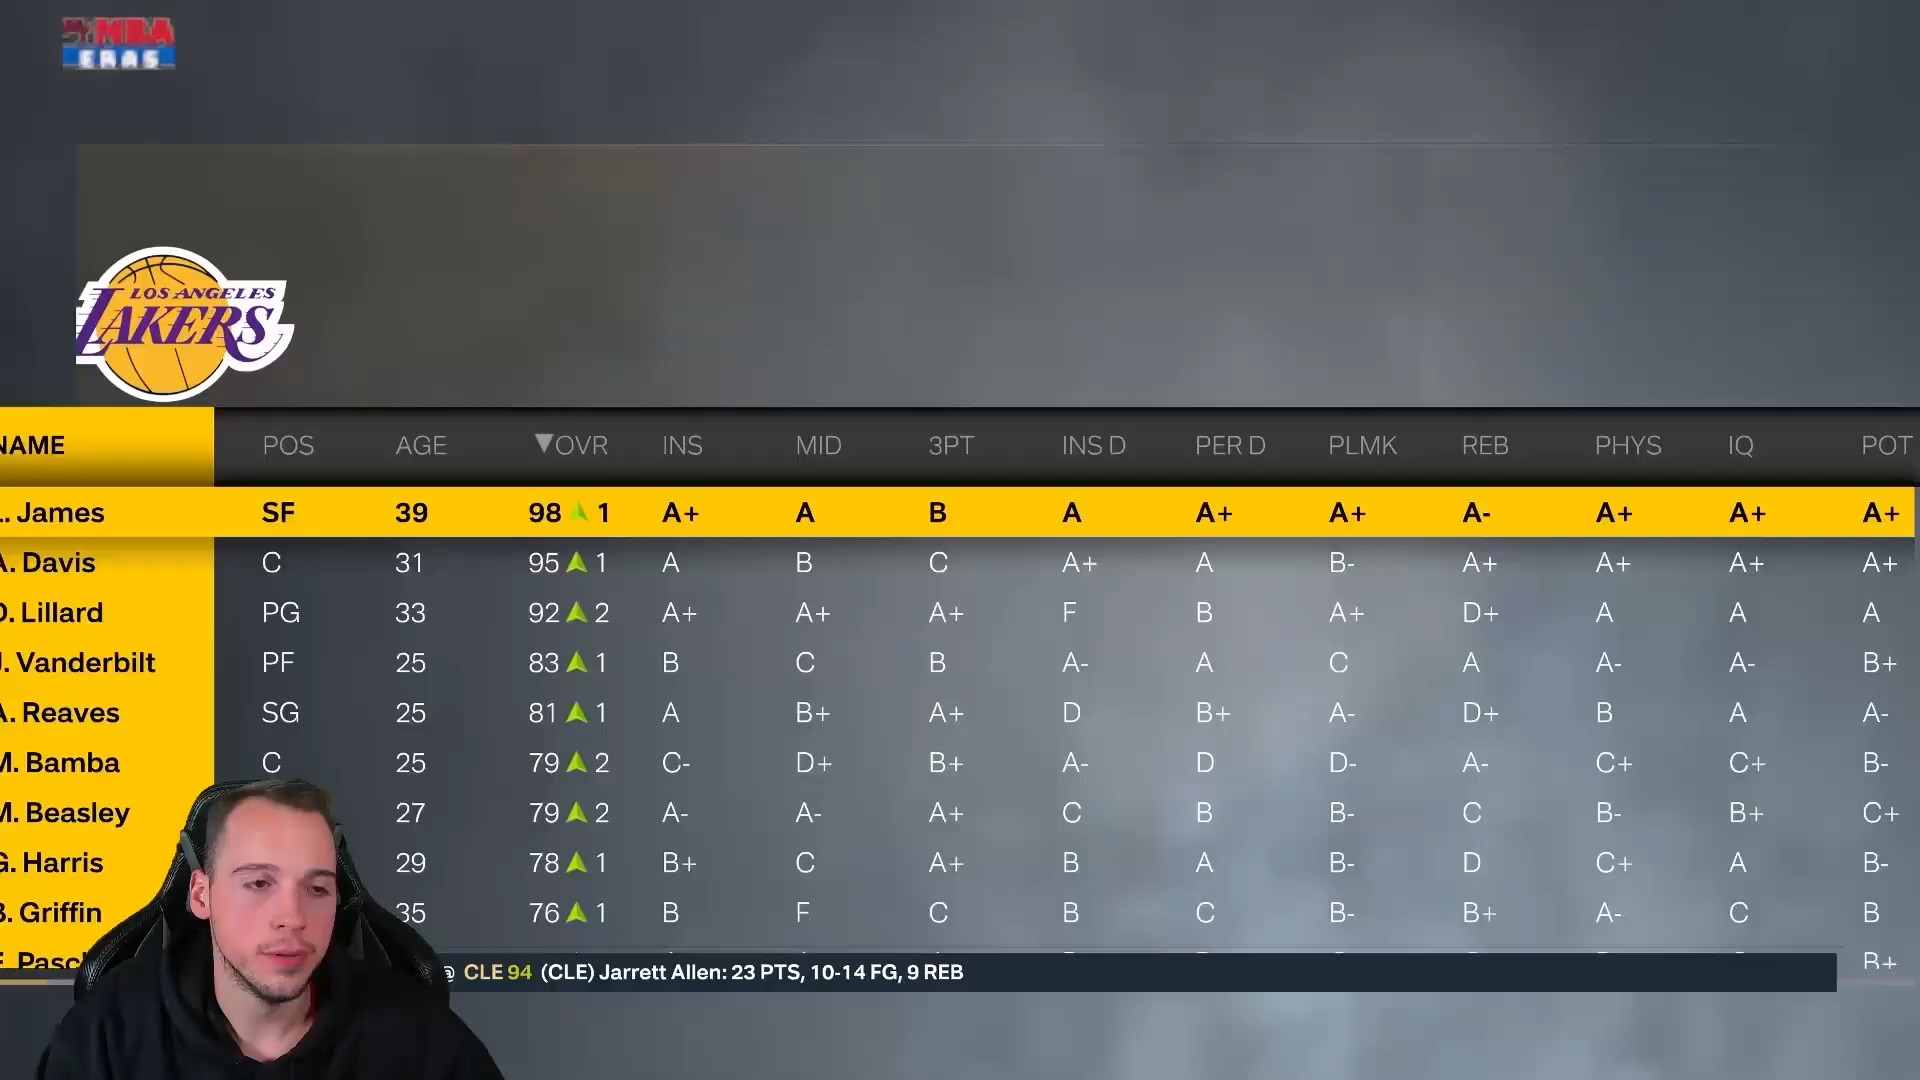 NBA
ERAS
LOS ANGELES
LAKERS
NAME POS AGE ▼OVR INS MID 3PT INS D PER D PLMK REB PHYS IQ POT
. James SF 39 98 ▲ 1 A+ A B A A+ A+ A- A+ A+ A+
A. Davis C 31 95 ▲ 1 A B C A+ A B- A+ A+ A+ A+
D. Lillard PG 33 92 ▲ 2 A+ A+ A+ F B A+ D+ A A A
J. Vanderbilt PF 25 83 ▲ 1 B C B A- A C A A- A- B+
A. Reaves SG 25 81 ▲ 1 A B+ A+ D B+ A- D+ B A A-
M. Bamba C 25 79 ▲ 2 C- D+ B+ A- D D- A- C+ C+ B-
M. Beasley 27 79 ▲ 2 A- A- A+ C B B- C B- B+ C+
G. Harris 29 78 ▲ 1 B+ C A+ B A B- D C+ A B-
B. Griffin 35 76 ▲ 1 B F C B C B- B+ A- C B
B+
@ CLE 94 (CLE) Jarrett Allen: 23 PTS, 10-14 FG, 9 REB